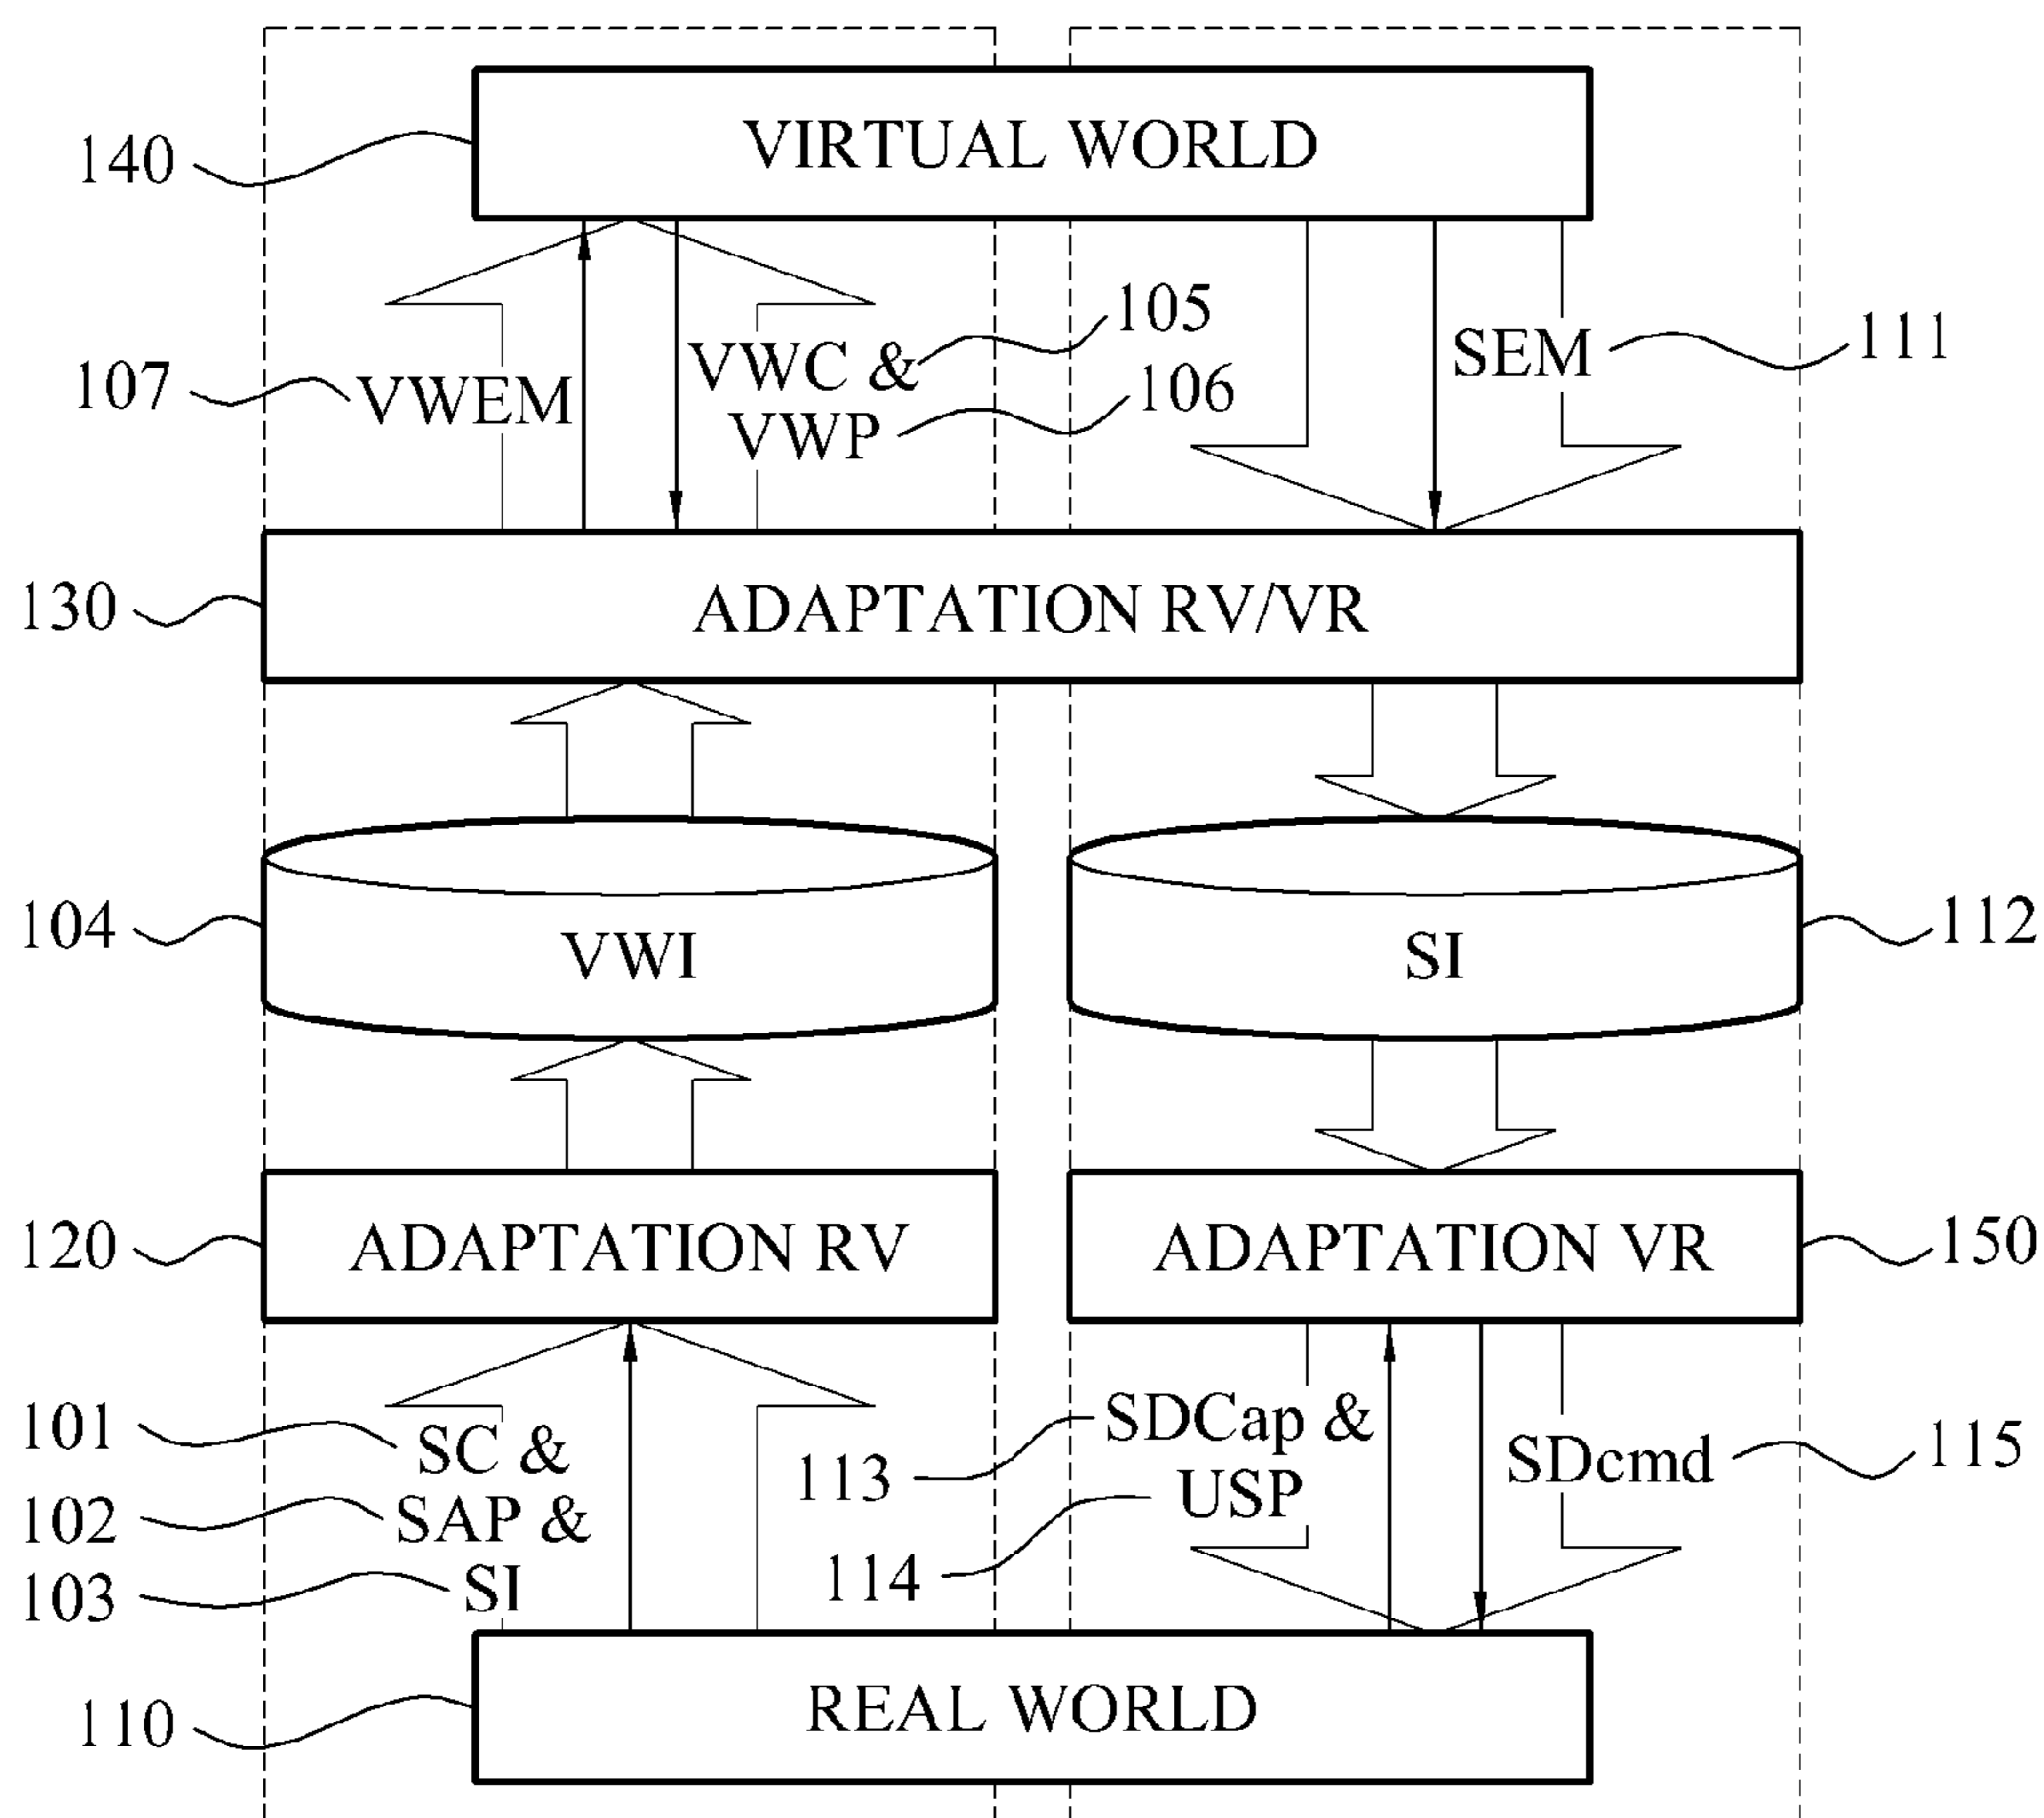 140
VIRTUAL WORLD
107
VWEM
VWC &
VWP
105
106
SEM
111
130
ADAPTATION RV/VR
104
VWI
SI
112
120
ADAPTATION RV
ADAPTATION VR
150
101
SC &
102
SAP &
103
SI
113
SDCap &
114
USP
SDcmd
115
110
REAL WORLD